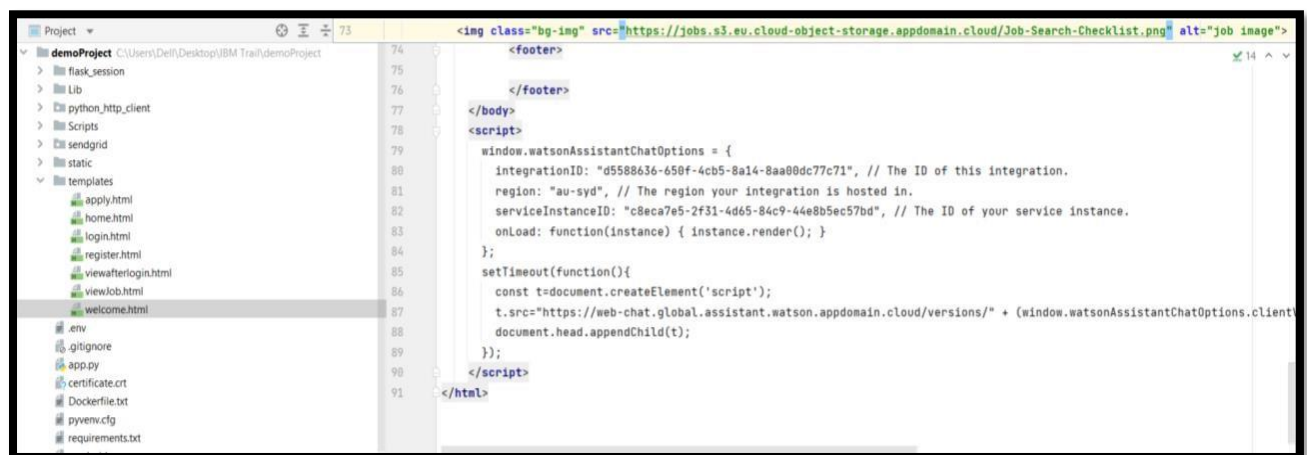 Project
73 <img class="bg-img" src="https://jobs.s3.eu.cloud-object-storage.appdomain.cloud/Job-Search-Checklist.png" alt="job image">
demoProject C:\Users\Dell\Desktop\IBM Trail\demoProject
74 <footer>
14
flask_session
75
Lib
76 </footer>
python_http_client
77 </body>
Scripts
78 <script>
sendgrid
79 window.watsonAssistantChatOptions = {
static
80 integrationID: "d5588636-650f-4cb5-8a14-8aa00dc77c71", // The ID of this integration.
templates
81 region: "au-syd", // The region your integration is hosted in.
apply.html
82 serviceInstanceID: "c8eca7e5-2f31-4d65-84c9-44e8b5ec57bd", // The ID of your service instance.
home.html
83 onLoad: function(instance) { instance.render(); }
login.html
84 };
register.html
85 setTimeout(function(){
viewafterlogin.html
86 const t=document.createElement('script');
viewJob.html
87 t.src="https://web-chat.global.assistant.watson.appdomain.cloud/versions/" + (window.watsonAssistantChatOptions.client
welcome.html
88 document.head.appendChild(t);
.env
89 });
.gitignore
90 </script>
app.py
91 </html>
certificate.crt
Dockerfile.txt
pyvenv.cfg
requirements.txt